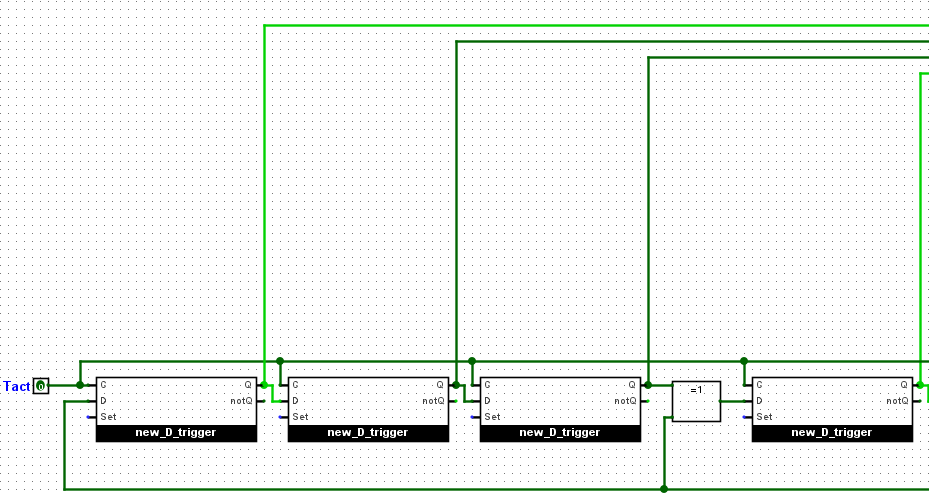 Tact 0
C Q
D notQ
Set
new_D_trigger
C Q
D notQ
Set
new_D_trigger
C Q
D notQ
Set
new_D_trigger
=1
C Q
D notQ
Set
new_D_trigger